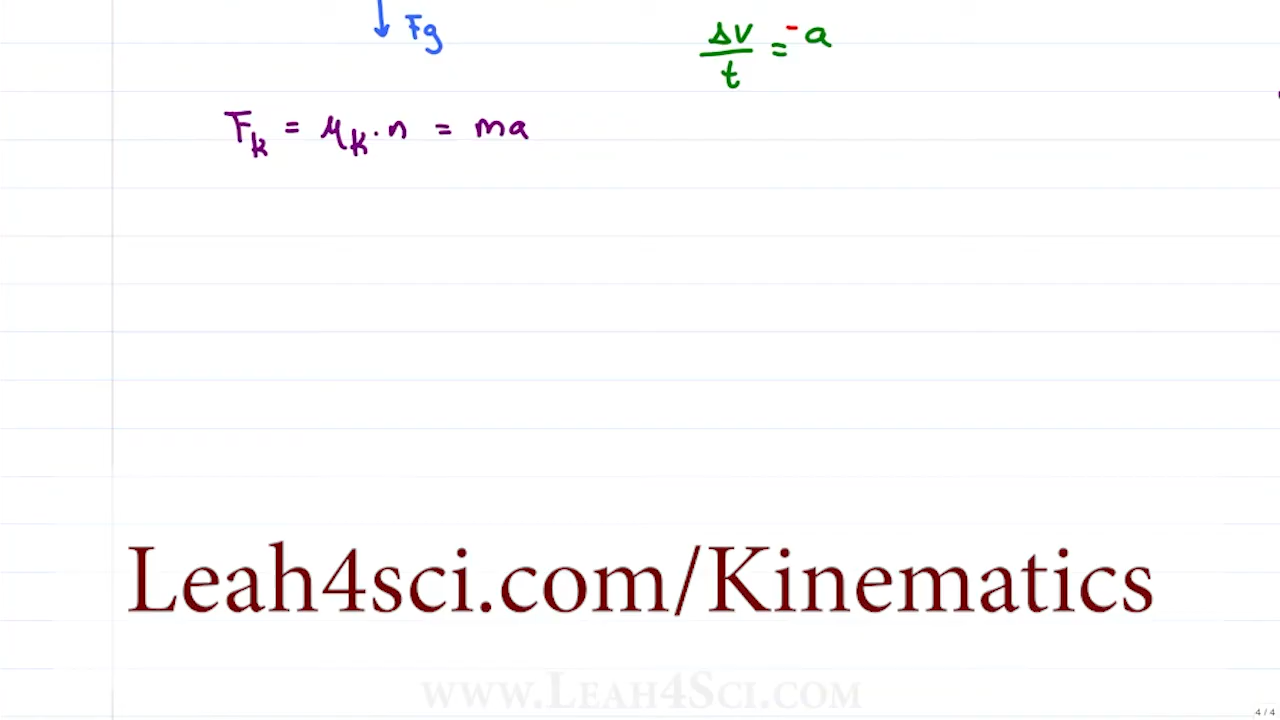 Fg
Δv/t = -a
Fk = μk · n = ma
Leah4sci.com/Kinematics
www.Leah4Sci.com
4 / 4